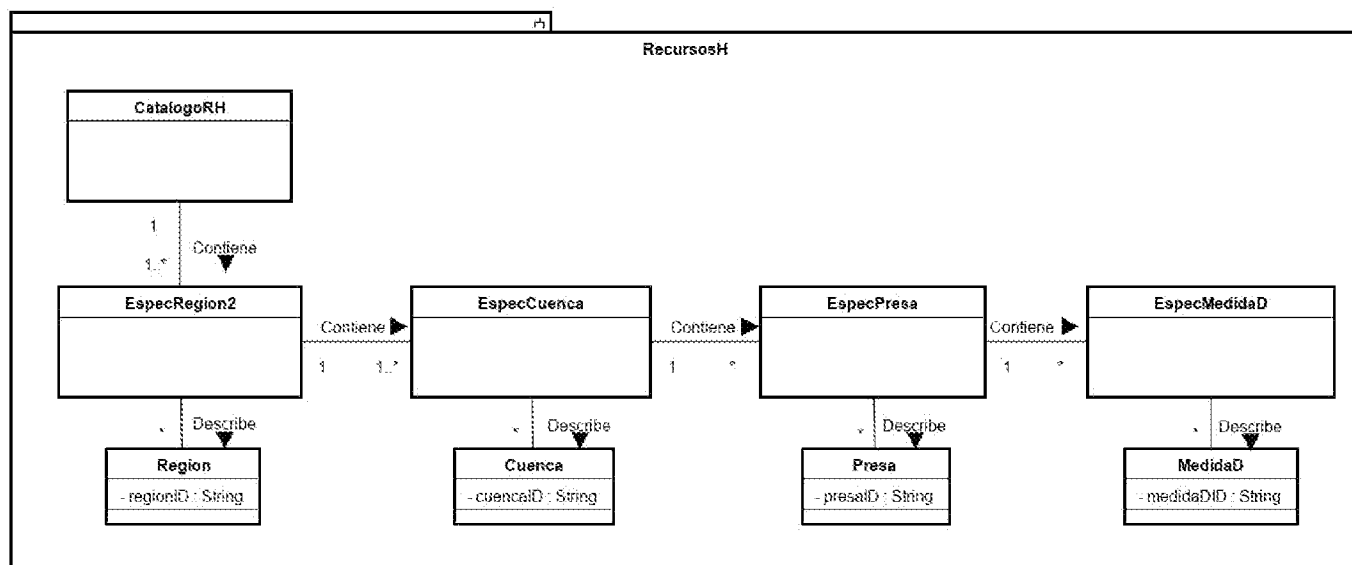 RecursosH
CatalogoRH
1
Contiene
1..*
EspecRegion2
EspecCuenca
EspecPresa
EspecMedidaD
Contiene
Contiene
Contiene
1
1..*
1
*
1
*
*
Describe
*
Describe
*
Describe
*
Describe
Region
Cuenca
Presa
MedidaD
- regionID : String
- cuencaID : String
- presaID : String
- medidaDID : String